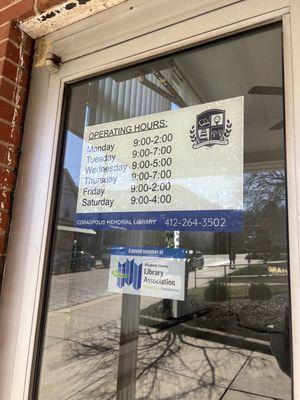 OPERATING HOURS:
Monday 9:00-2:00
Tuesday 9:00-7:00
Wednesday 9:00-5:00
Thursday 9:00-7:00
Friday 9:00-2:00
Saturday 9:00-4:00
CORAOPOLIS MEMORIAL LIBRARY 412-264-3502
A proud member of
Allegheny County
Library
Association